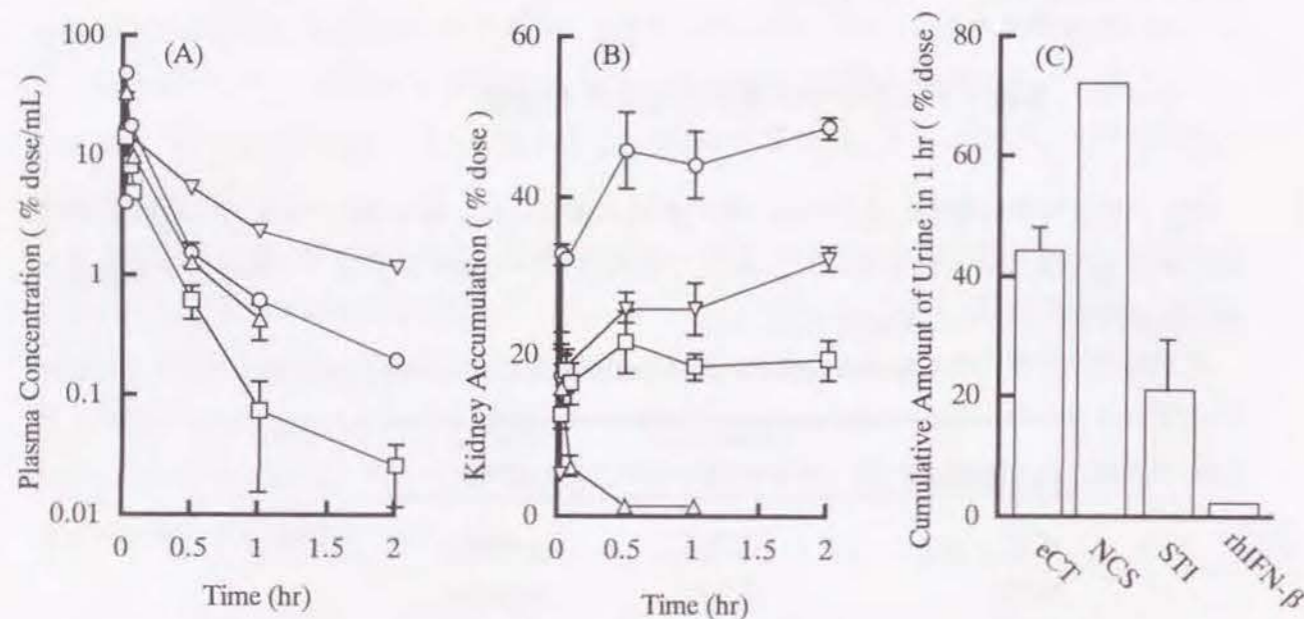 (A)
Plasma Concentration ( % dose/mL )
100
10
1
0.1
0.01
0 0.5 1 1.5 2
Time (hr)
(B)
Kidney Accumulation ( % dose )
60
40
20
0
0 0.5 1 1.5 2
Time (hr)
(C)
Cumulative Amount of Urine in 1 hr ( % dose )
80
60
40
20
0
eCT
NCS
STI
rhIFN-β